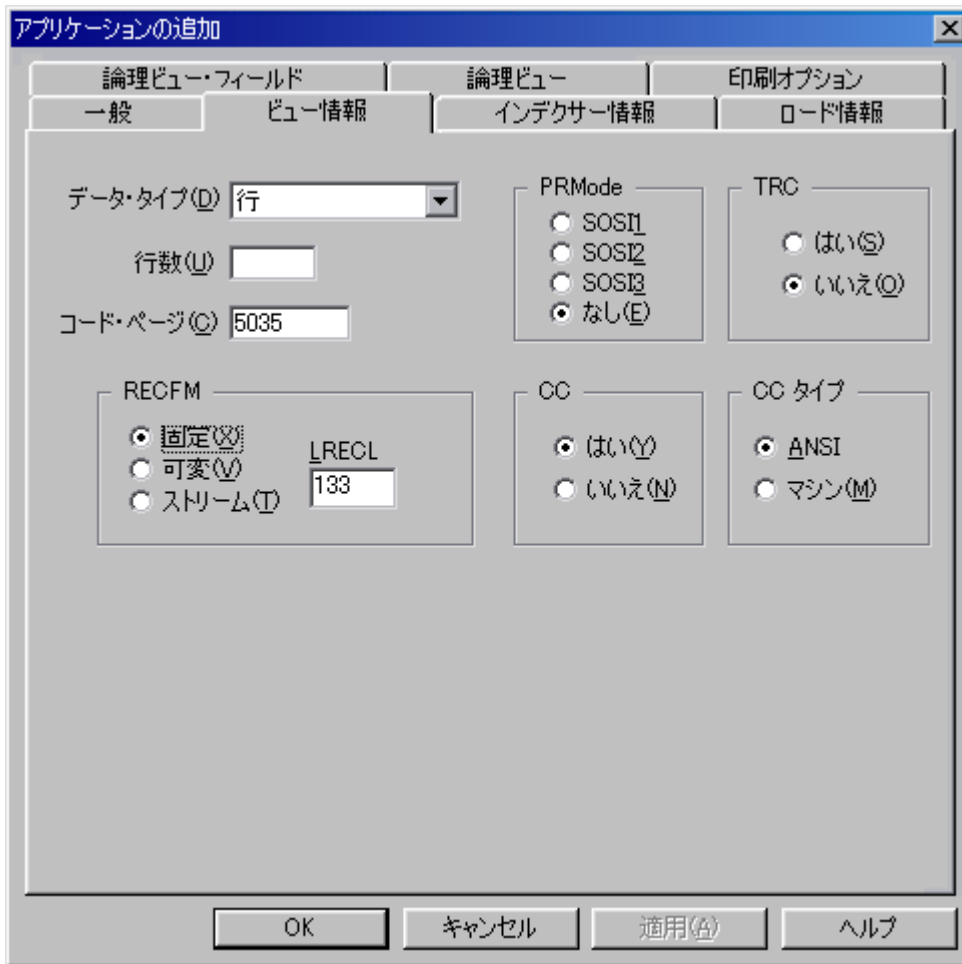 アプリケーションの追加
論理ビュー・フィールド 論理ビュー 印刷オプション
一般 ビュー情報 インデクサー情報 ロード情報
データ・タイプ(D) 行
行数(U)
コード・ページ(C) 5035
PRMode
SOSI1
SOSI2
SOSI3
なし(E)
TRC
はい(S)
いいえ(O)
RECFM
固定(X)
可変(V)
ストリーム(T)
LRECL
133
CC
はい(Y)
いいえ(N)
CC タイプ
ANSI
マシン(M)
OK キャンセル 適用(A) ヘルプ